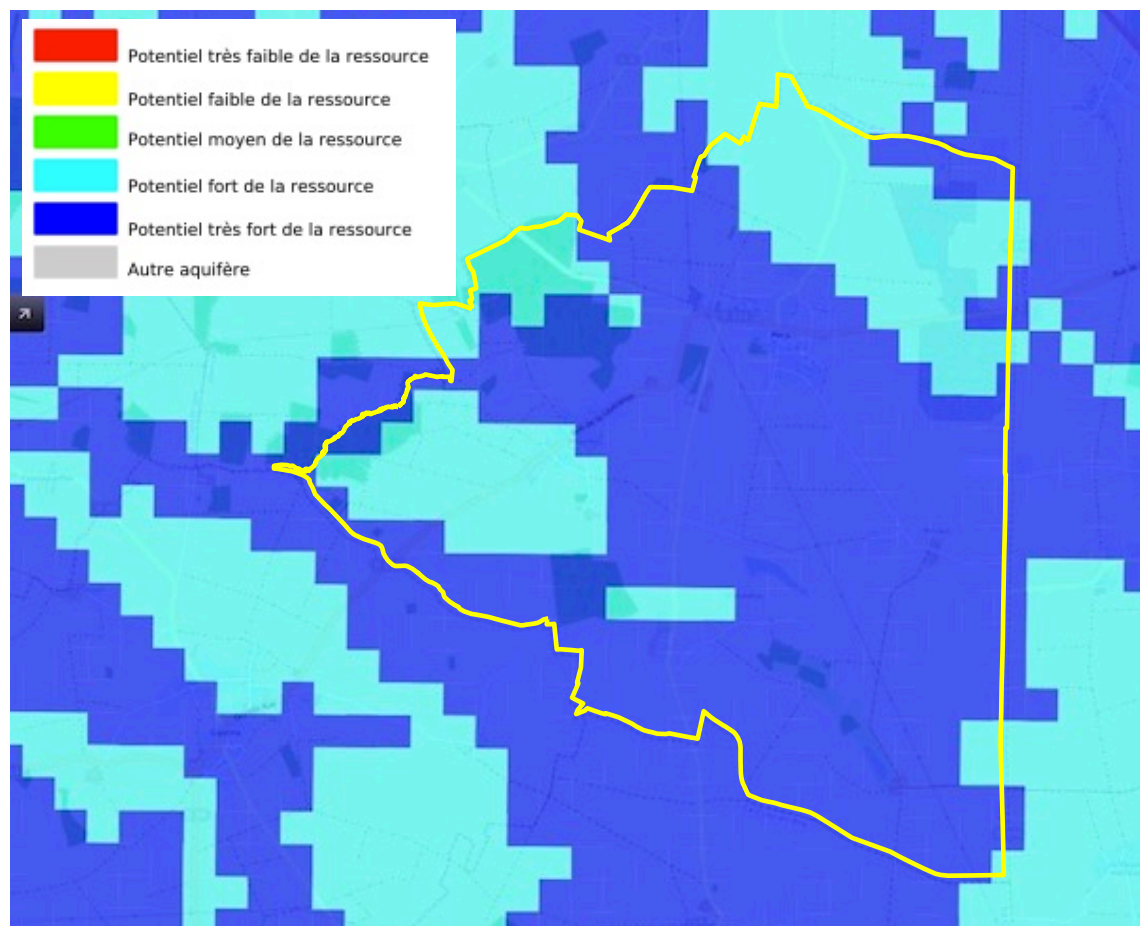 Potentiel très faible de la ressource
Potentiel faible de la ressource
Potentiel moyen de la ressource
Potentiel fort de la ressource
Potentiel très fort de la ressource
Autre aquifère